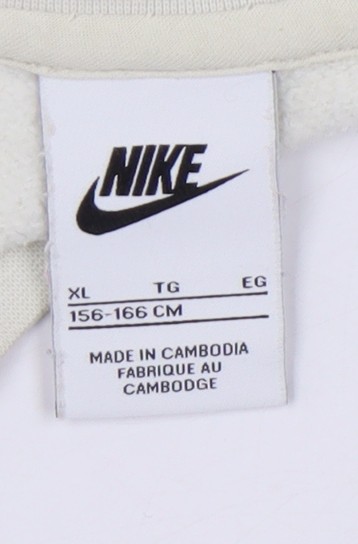 NIKE
XL TG EG
156-166 CM
MADE IN CAMBODIA
FABRIQUE AU
CAMBODGE